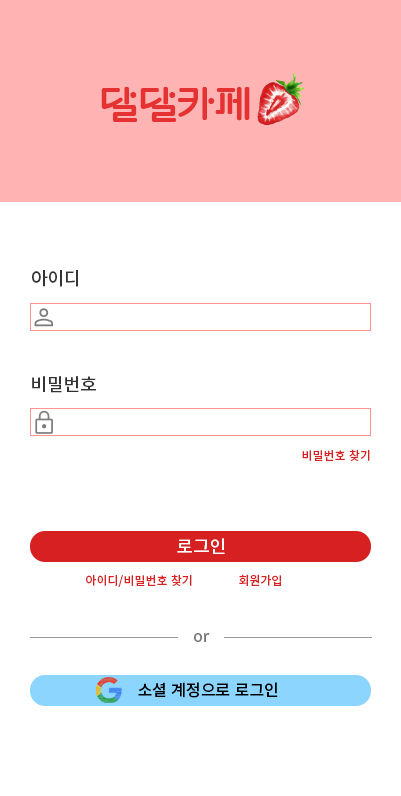 달달카페
아이디
비밀번호
비밀번호 찾기
로그인
아이디/비밀번호 찾기 회원가입
or
소셜 계정으로 로그인